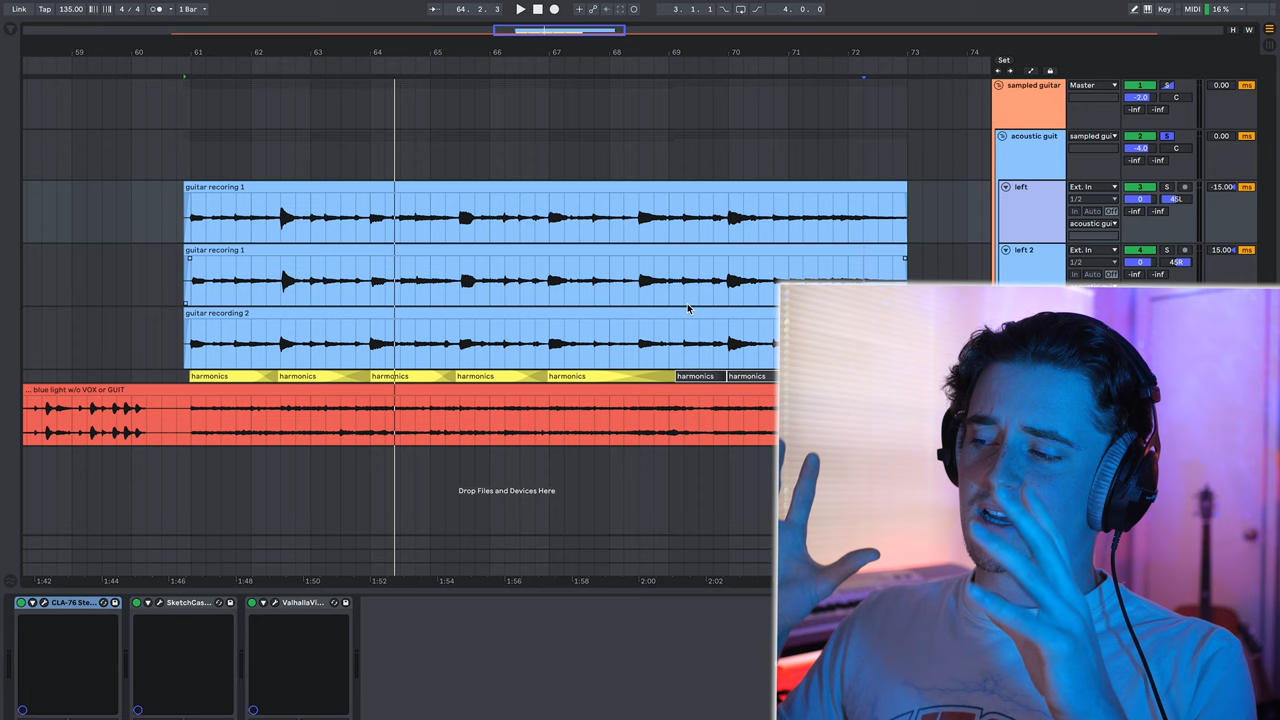 Link Tap 135.00 4 / 4 1 Bar 64. 2. 3 3. 1. 1 4. 0. 0 Key MIDI 16 %
H W
59 60 61 62 63 64 65 66 67 68 69 70 71 72 73 74
Set
sampled guitar Master 1 S 0.00 ms
-2.0 C
-inf -inf
acoustic guit sampled gui 2 S 0.00 ms
-4.0 C
-inf -inf
guitar recoring 1
left Ext. In 3 S -15.00 ms
1/2 0 45L
In Auto Off -inf -inf
acoustic gui
guitar recoring 1
left 2 Ext. In 4 S 15.00 ms
1/2 0 45R
In Auto Off -inf -inf
guitar recording 2
harmonics harmonics harmonics harmonics harmonics harmonics harmonics
... blue light w/o VOX or GUIT
Drop Files and Devices Here
1:42 1:44 1:46 1:48 1:50 1:52 1:54 1:56 1:58 2:00 2:02
CLA-76 Ste... SketchCas... ValhallaVi...